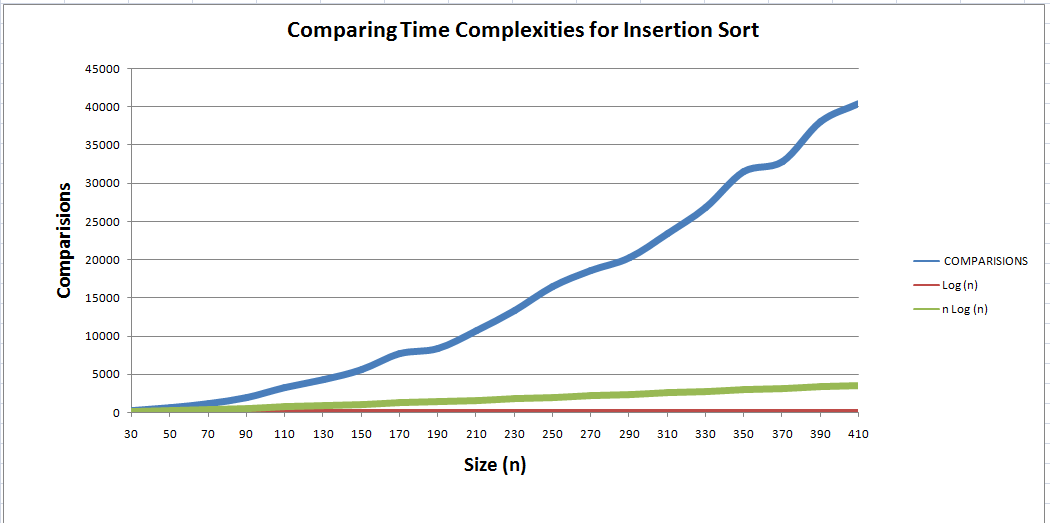 Comparing Time Complexities for Insertion Sort
45000
40000
35000
30000
25000
20000
15000
10000
5000
0
Comparisions
30 50 70 90 110 130 150 170 190 210 230 250 270 290 310 330 350 370 390 410
Size (n)
COMPARISIONS
Log (n)
n Log (n)